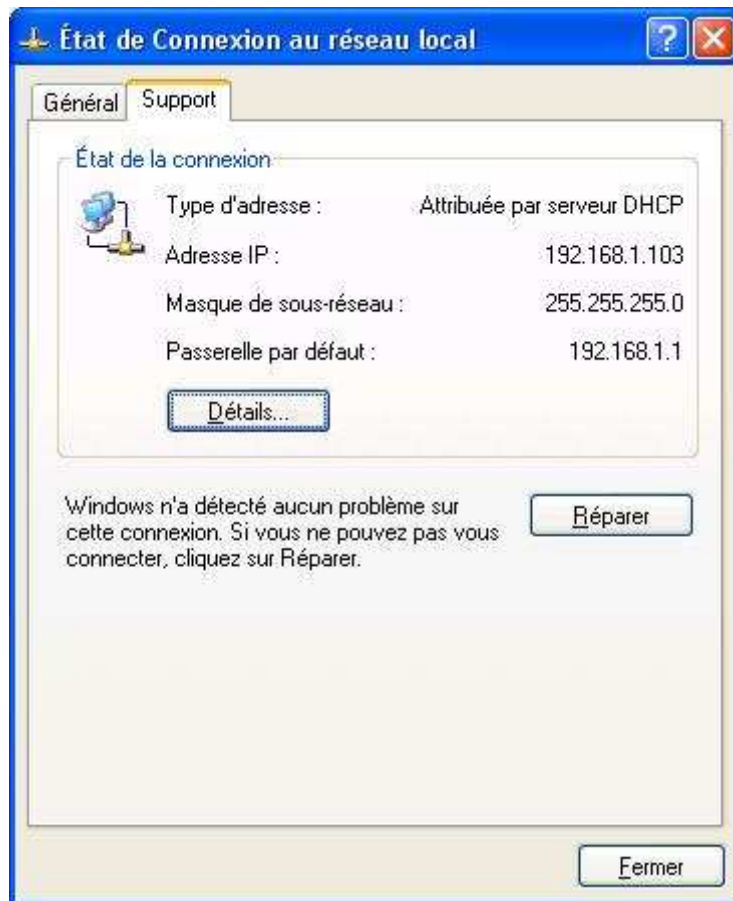 État de Connexion au réseau local
?
Général Support
État de la connexion
Type d'adresse : Attribuée par serveur DHCP
Adresse IP : 192.168.1.103
Masque de sous-réseau : 255.255.255.0
Passerelle par défaut : 192.168.1.1
Détails...
Windows n'a détecté aucun problème sur
cette connexion. Si vous ne pouvez pas vous
connecter, cliquez sur Réparer.
Réparer
Fermer